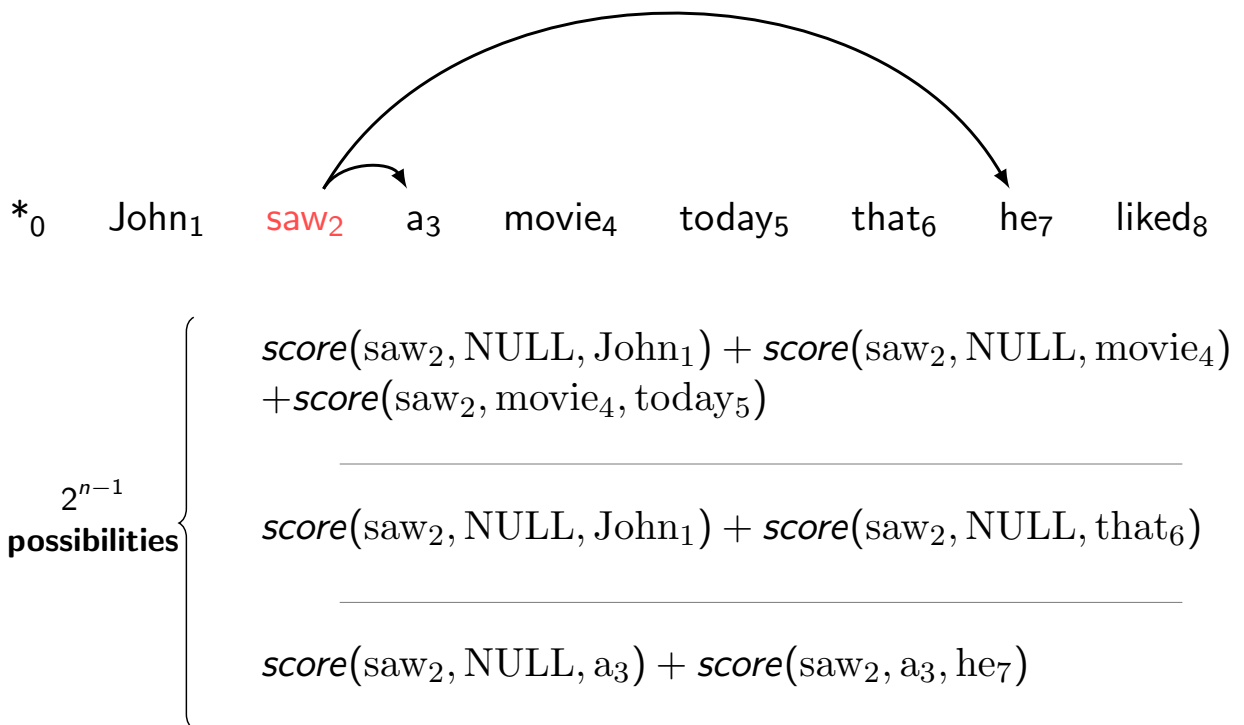 *₀ John₁ saw₂ a₃ movie₄ today₅ that₆ he₇ liked₈
score(saw₂, NULL, John₁) + score(saw₂, NULL, movie₄)
+score(saw₂, movie₄, today₅)
2ⁿ⁻¹
possibilities
score(saw₂, NULL, John₁) + score(saw₂, NULL, that₆)
score(saw₂, NULL, a₃) + score(saw₂, a₃, he₇)